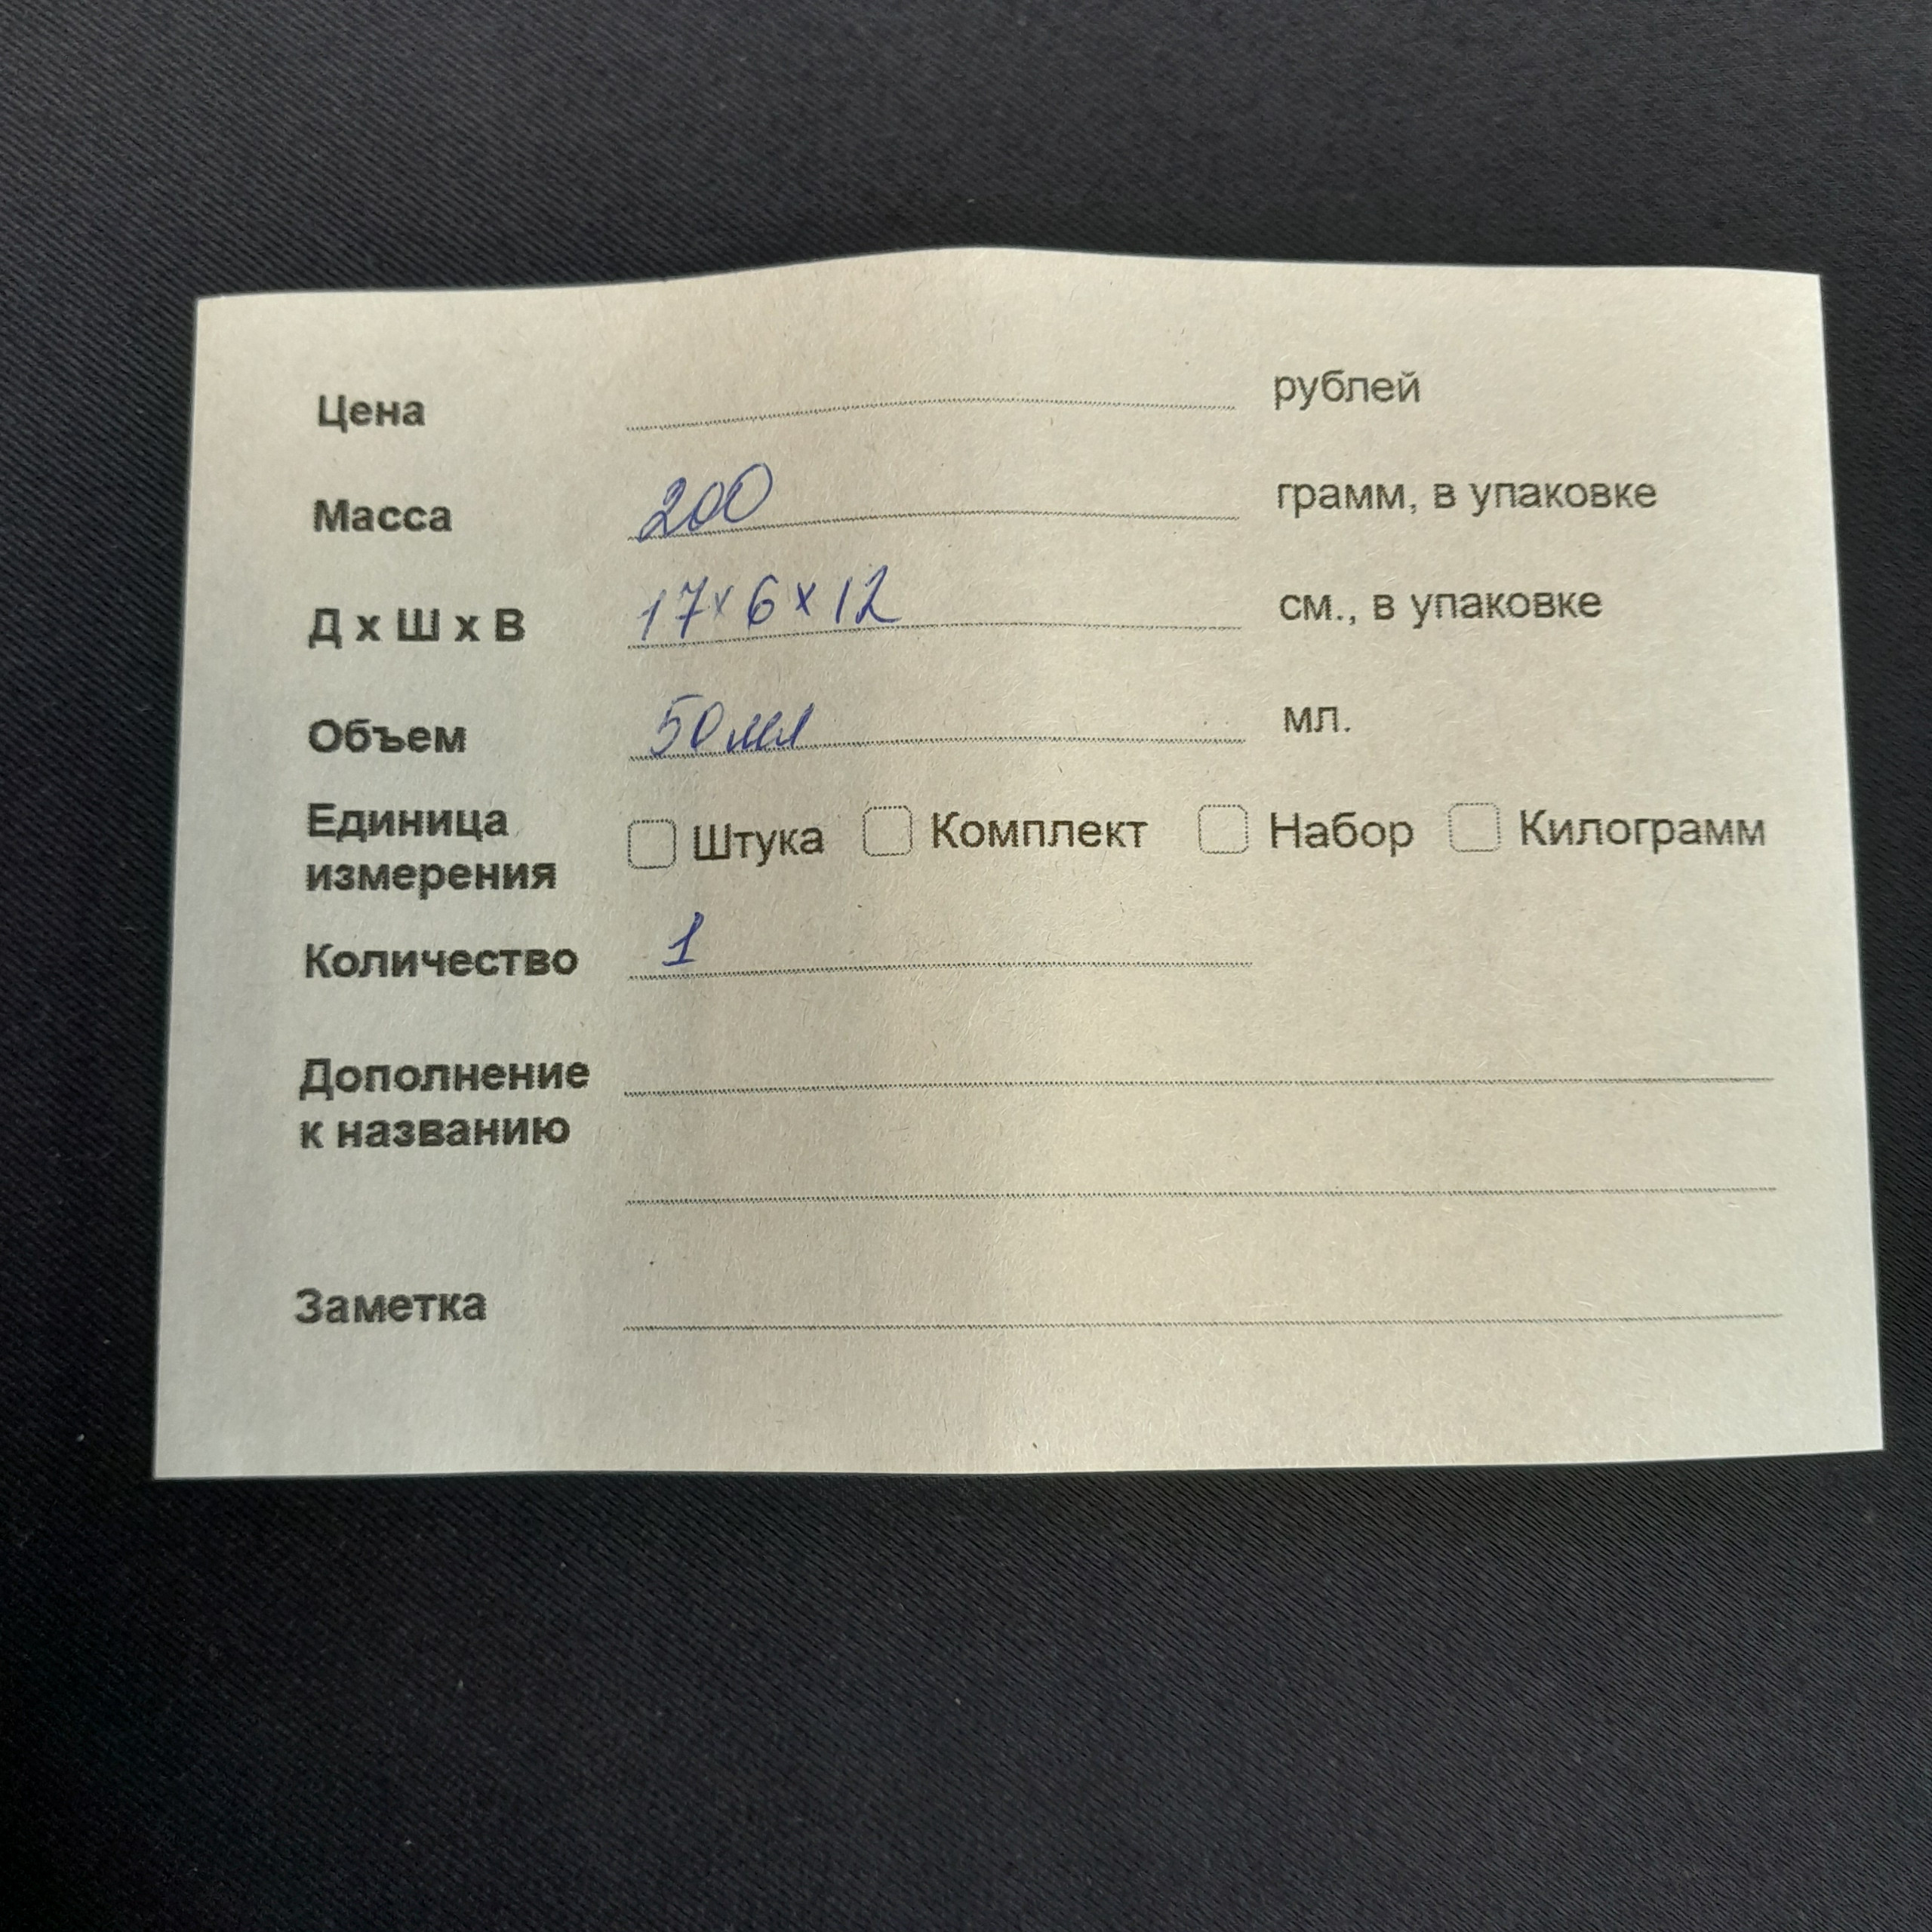 Цена рублей
Масса 200 грамм, в упаковке
Д х Ш х В 17х6х12 см., в упаковке
Объем 50мл мл.
Единица
измерения Штука Комплект Набор Килограмм
Количество 1
Дополнение
к названию
Заметка